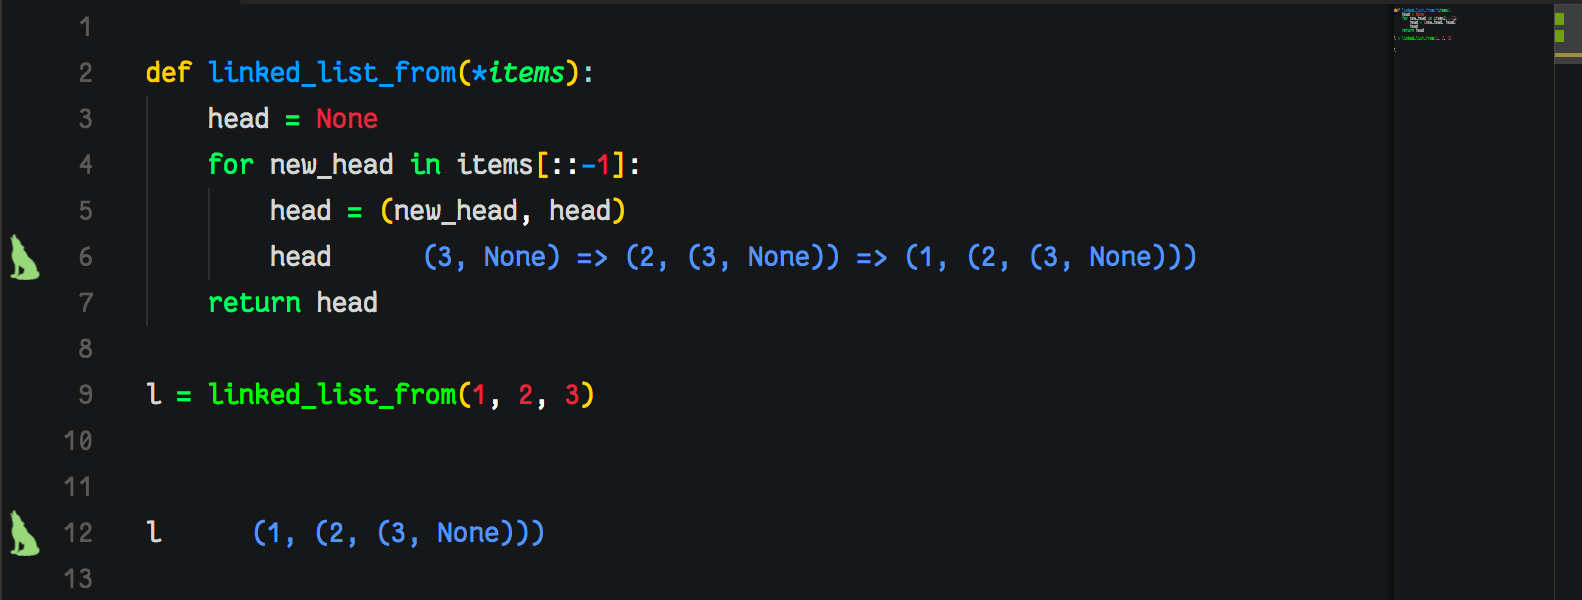 1
2 def linked_list_from(*items):
3 head = None
4 for new_head in items[::-1]:
5 head = (new_head, head)
6 head (3, None) => (2, (3, None)) => (1, (2, (3, None)))
7 return head
8
9 l = linked_list_from(1, 2, 3)
10
11
12 l (1, (2, (3, None)))
13